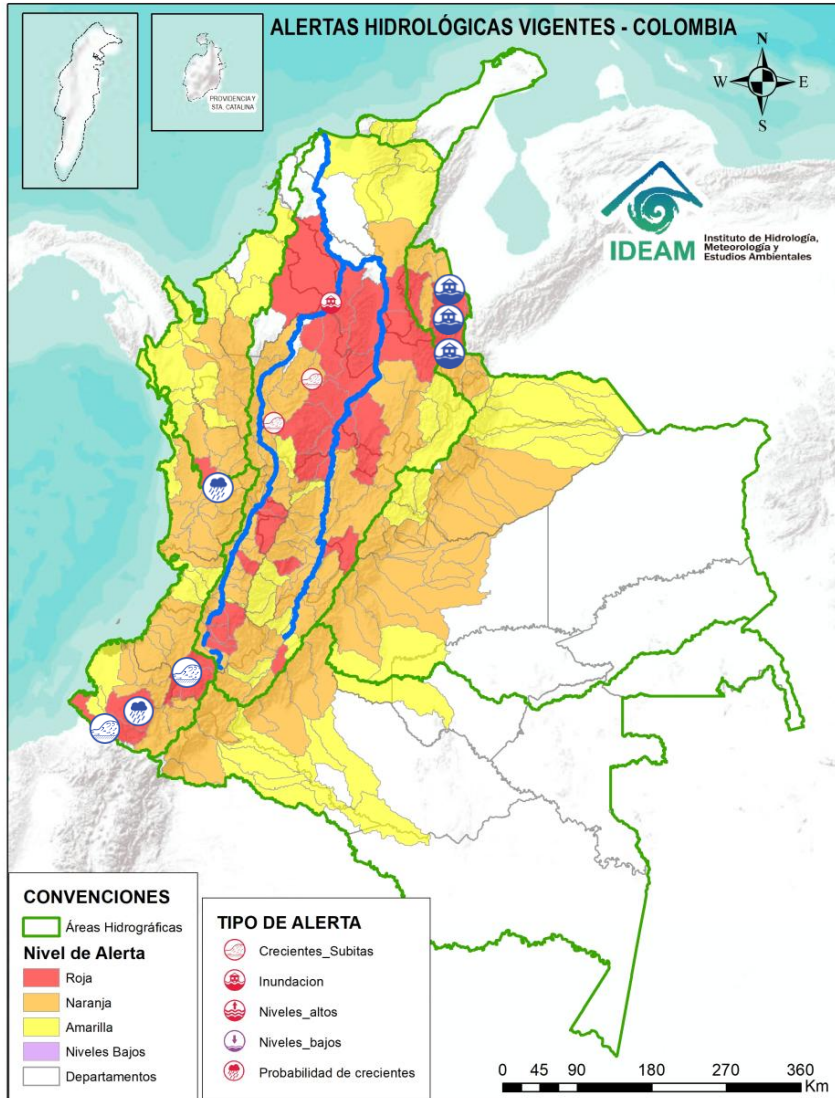 ALERTAS HIDROLÓGICAS VIGENTES - COLOMBIA
PROVIDENCIA Y
STA. CATALINA
N
W
E
S
IDEAM
Instituto de Hidrología,
Meteorología y
Estudios Ambientales
CONVENCIONES
Áreas Hidrográficas
Nivel de Alerta
Roja
Naranja
Amarilla
Niveles Bajos
Departamentos
TIPO DE ALERTA
Crecientes_Subitas
Inundacion
Niveles_altos
Niveles_bajos
Probabilidad de crecientes
0 45 90 180 270 360
Km